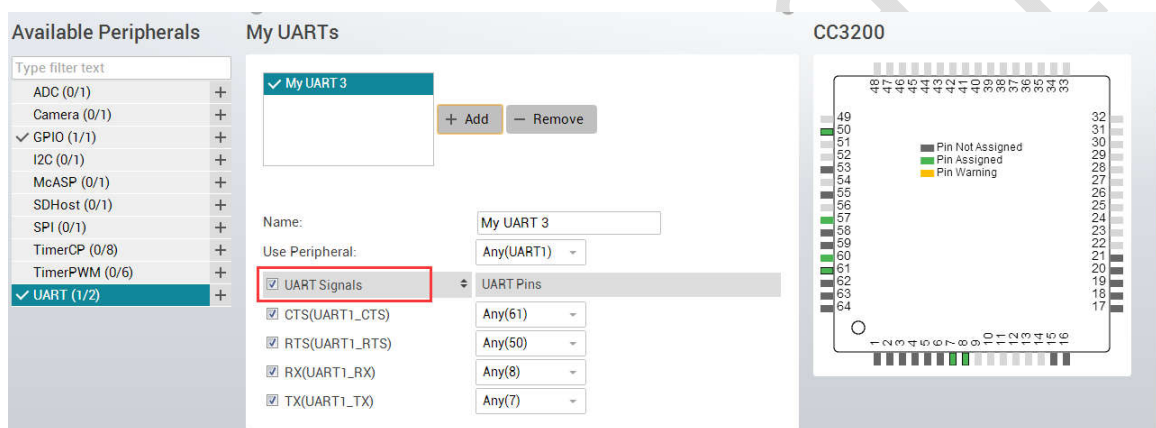 Available Peripherals
Type filter text
ADC (0/1) +
Camera (0/1) +
GPIO (1/1) +
I2C (0/1) +
McASP (0/1) +
SDHost (0/1) +
SPI (0/1) +
TimerCP (0/8) +
TimerPWM (0/6) +
UART (1/2) +
My UARTs
My UART 3
+ Add − Remove
Name: My UART 3
Use Peripheral: Any(UART1)
UART Signals UART Pins
CTS(UART1_CTS) Any(61)
RTS(UART1_RTS) Any(50)
RX(UART1_RX) Any(8)
TX(UART1_TX) Any(7)
CC3200
48 47 46 45 44 43 42 41 40 39 38 37 36 35 34 33
49 32
50 31
51 30
52 29
53 28
54 27
55 26
56 25
57 24
58 23
59 22
60 21
61 20
62 19
63 18
64 17
Pin Not Assigned
Pin Assigned
Pin Warning
1 2 3 4 5 6 7 8 9 10 11 12 13 14 15 16